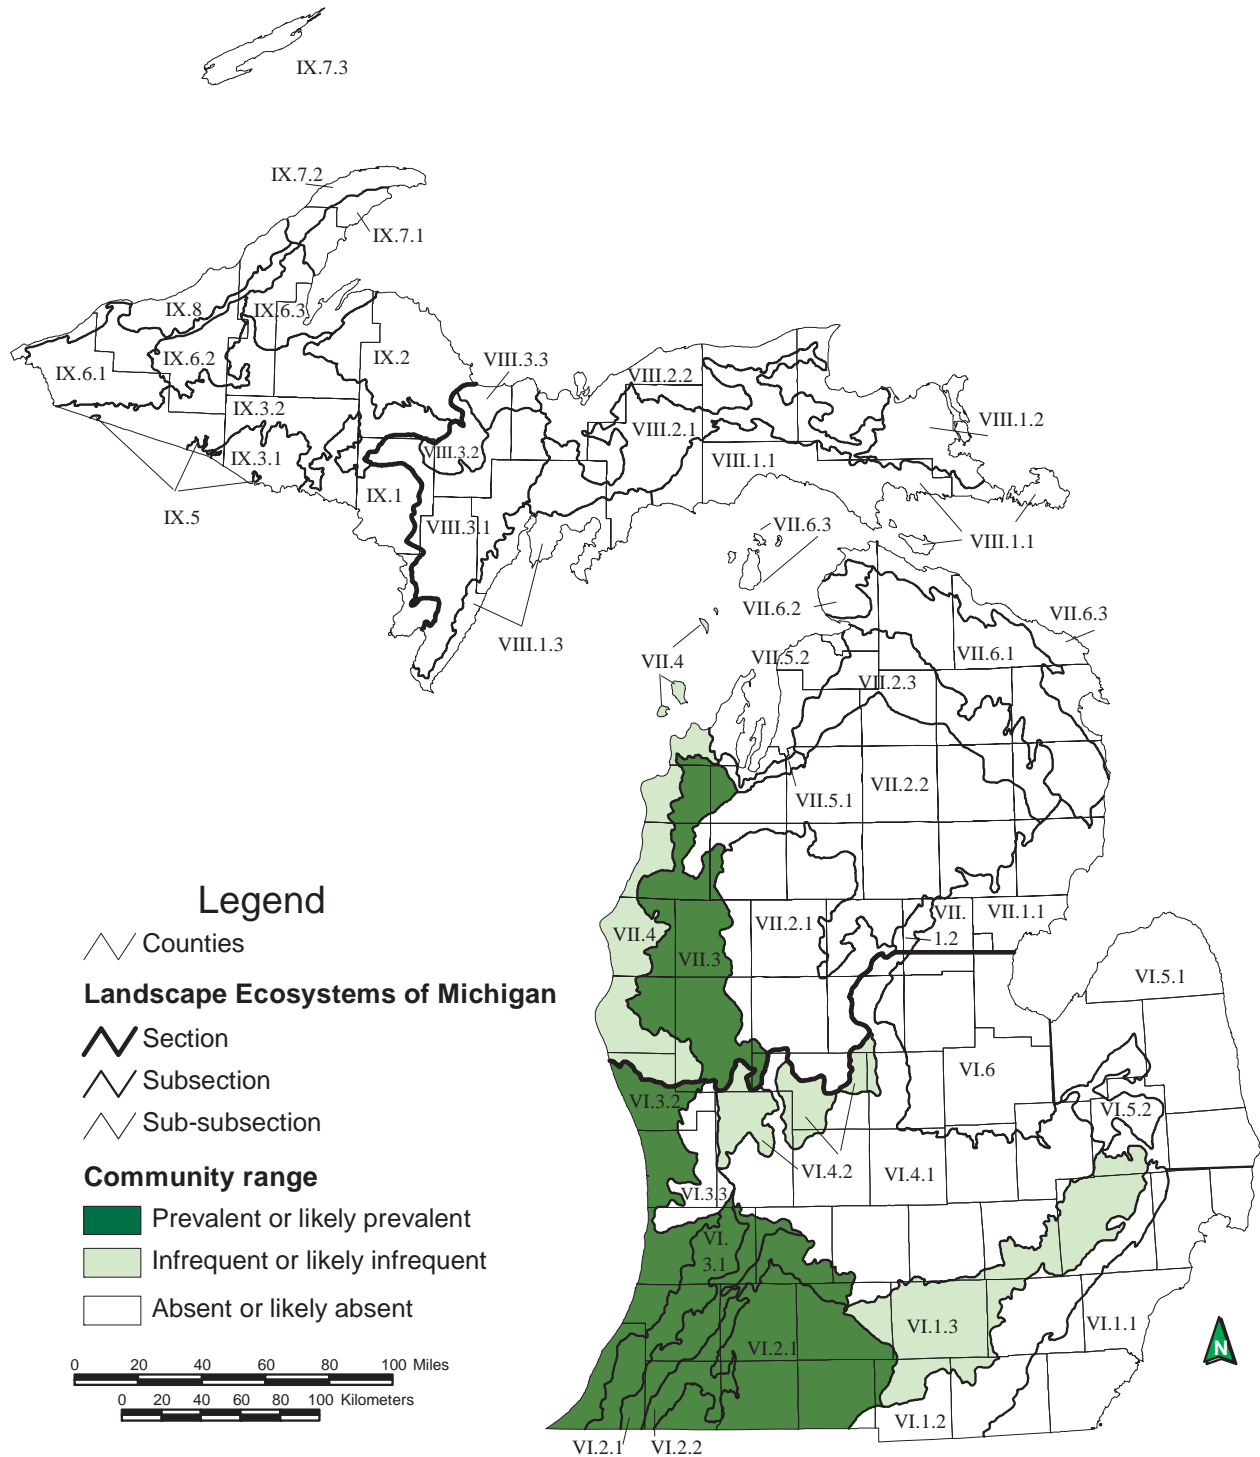 IX.7.3
IX.7.2
IX.7.1
IX.8
IX.6.3
IX.6.2
IX.6.1
IX.2
VIII.3.3
VIII.2.2
IX.3.2
VIII.2.1
VIII.1.2
IX.3.1
VIII.3.2
VIII.1.1
IX.1
IX.5
VIII.3.1
VII.6.3
VIII.1.1
VII.6.2
VII.6.3
VIII.1.3
VII.4
VII.5.2
VII.6.1
VII.2.3
VII.5.1
VII.2.2
Legend
Counties
Landscape Ecosystems of Michigan
Section
Subsection
Sub-subsection
Community range
Prevalent or likely prevalent
Infrequent or likely infrequent
Absent or likely absent
0 20 40 60 80 100 Miles
0 20 40 60 80 100 Kilometers
VII.4
VII.3
VII.2.1
VII.
1.2
VII.1.1
VI.5.1
VI.6
VI.3.2
VI.5.2
VI.4.2
VI.4.1
VI.3.3
VI.
3.1
VI.1.3
VI.1.1
VI.2.1
VI.1.2
VI.2.1
VI.2.2
N